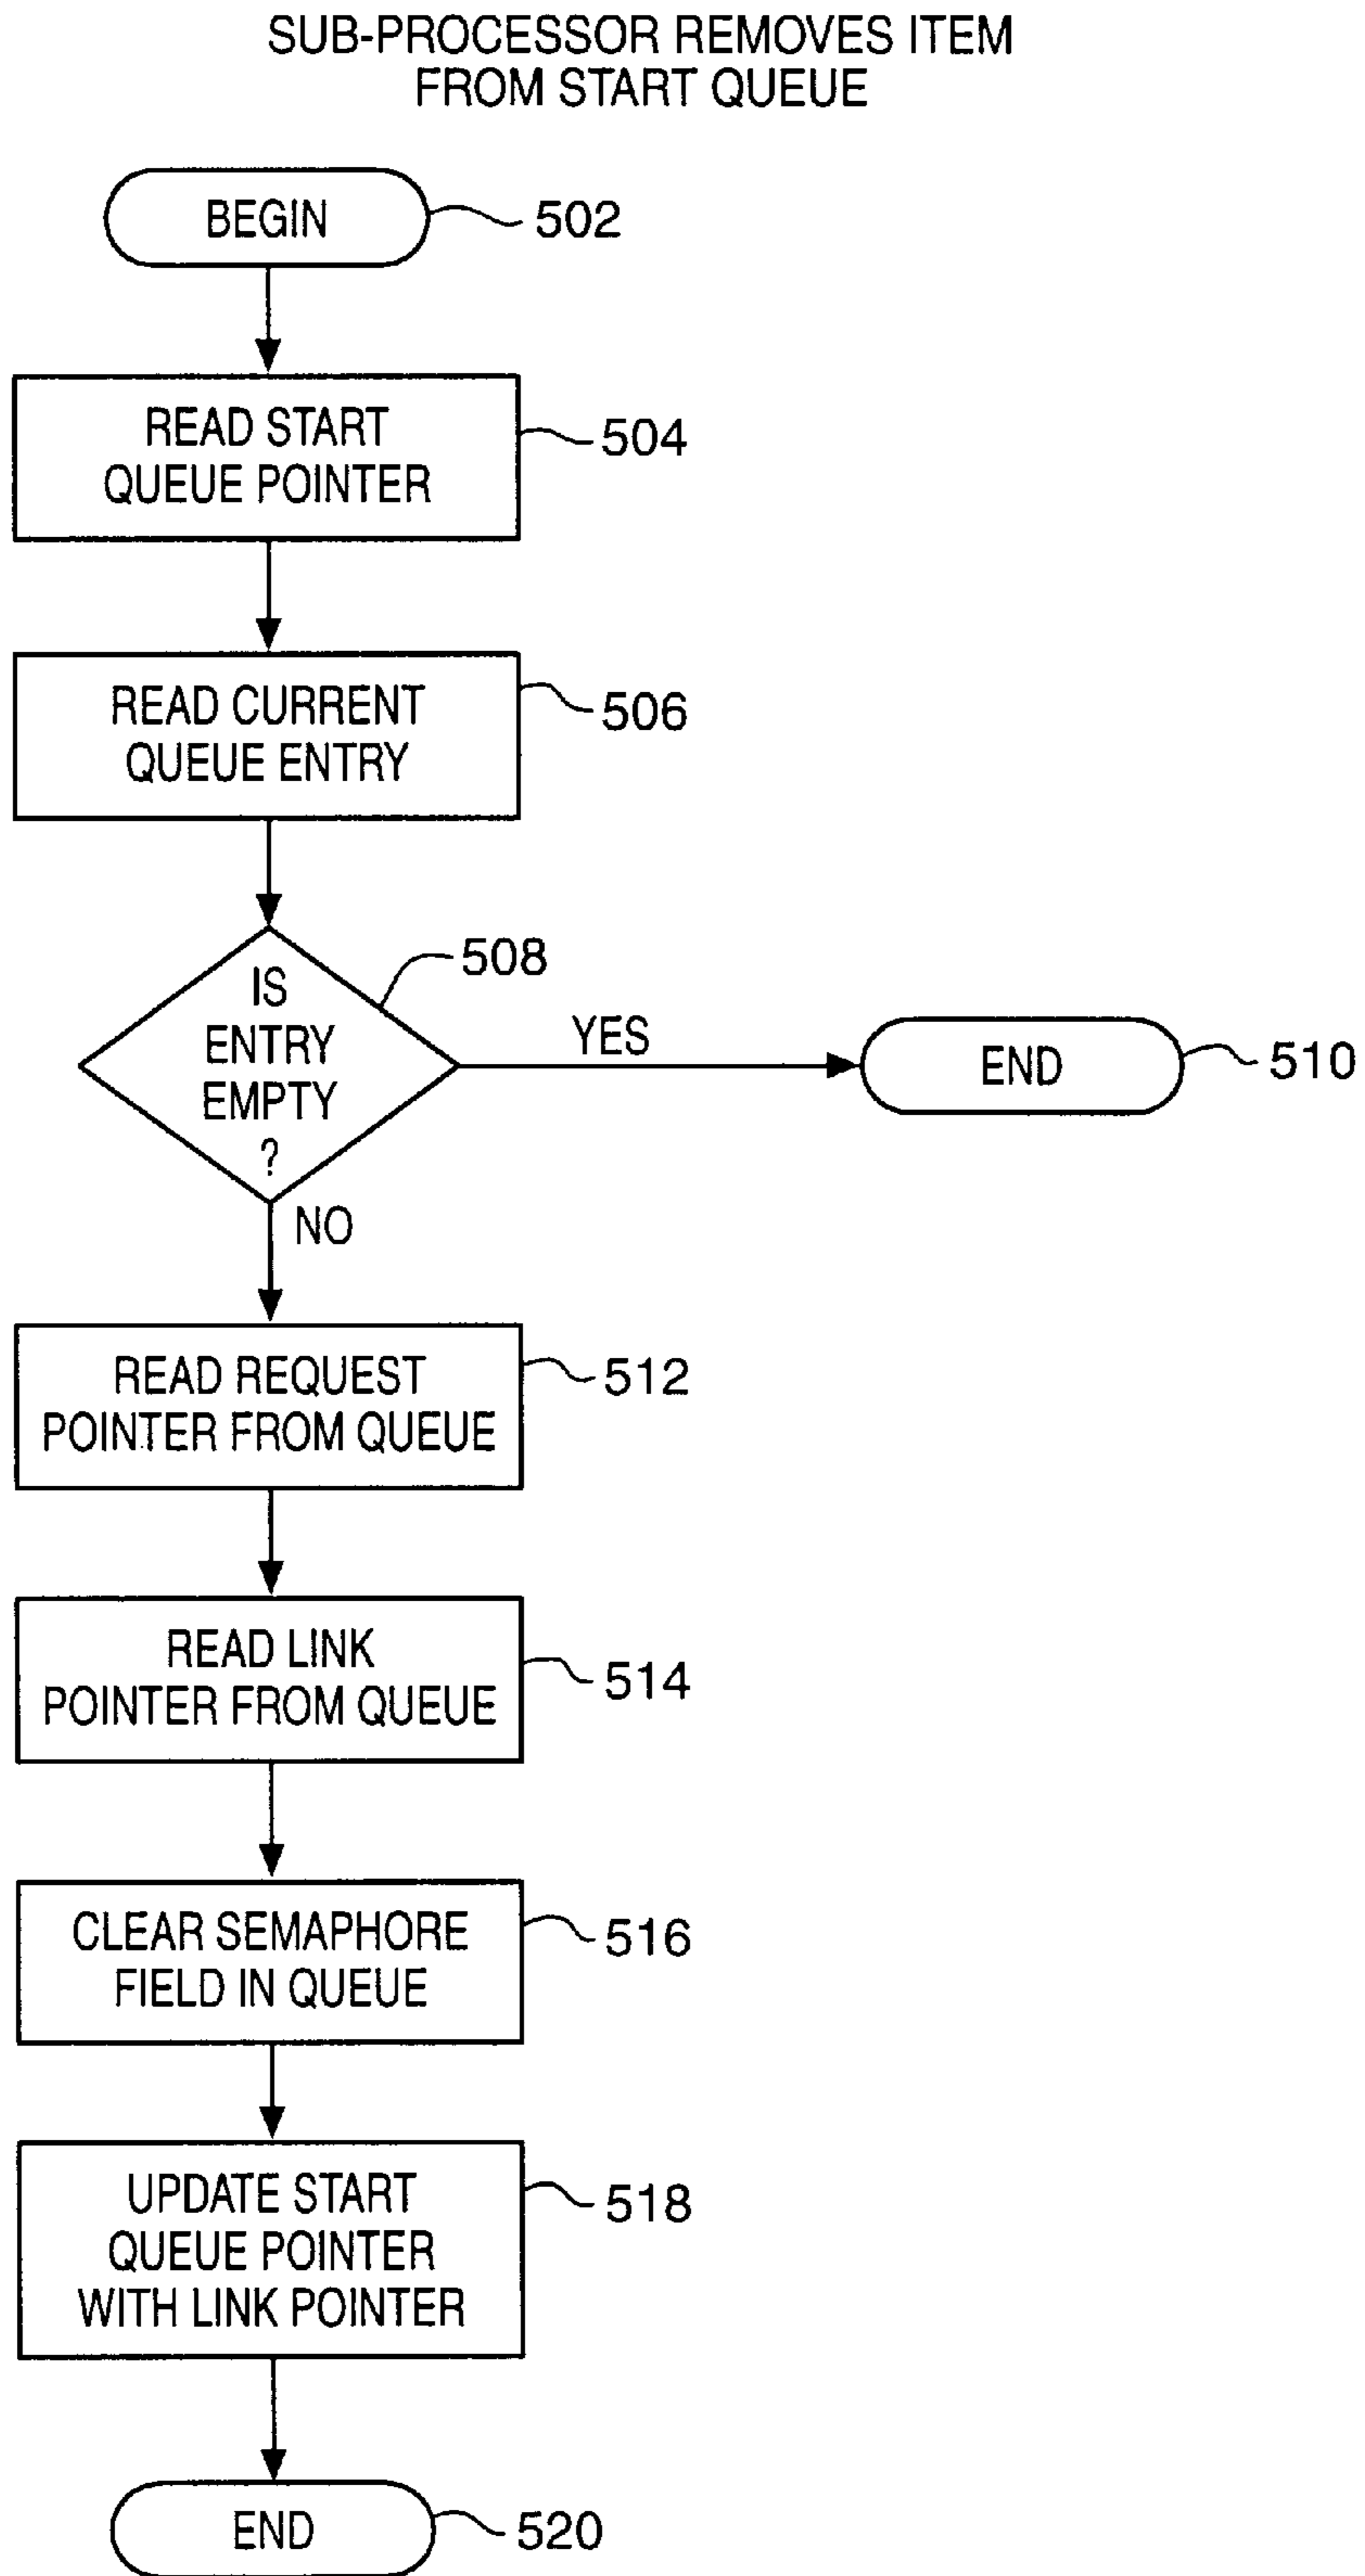 SUB-PROCESSOR REMOVES ITEM
FROM START QUEUE
BEGIN
502
READ START
QUEUE POINTER
504
READ CURRENT
QUEUE ENTRY
506
IS
ENTRY
EMPTY
?
508
YES
END
510
NO
READ REQUEST
POINTER FROM QUEUE
512
READ LINK
POINTER FROM QUEUE
514
CLEAR SEMAPHORE
FIELD IN QUEUE
516
UPDATE START
QUEUE POINTER
WITH LINK POINTER
518
END
520